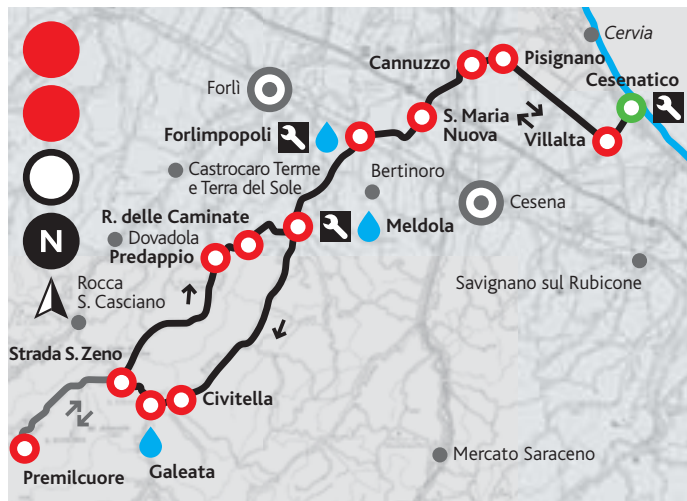 Cervia
Cannuzzo
Pisignano
Cesenatico
Forlì
S. Maria
Nuova
Villalta
Forlimpopoli
Castrocaro Terme
e Terra del Sole
Bertinoro
Cesena
R. delle Caminate
Meldola
N
Dovadola
Predappio
Savignano sul Rubicone
Rocca
S. Casciano
Strada S. Zeno
Civitella
Mercato Saraceno
Premilcuore
Galeata